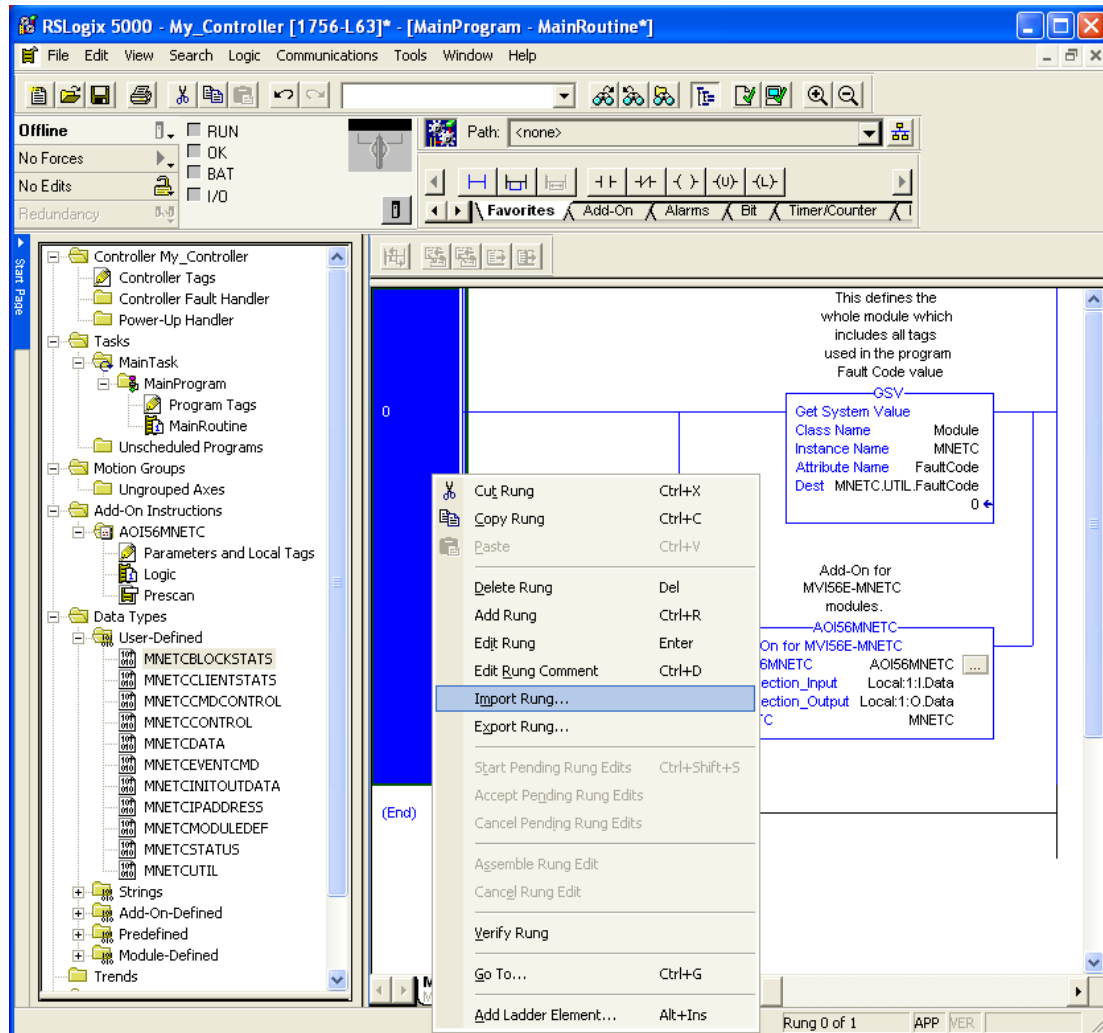 RSLogix 5000 - My_Controller [1756-L63]* - [MainProgram - MainRoutine*]
File Edit View Search Logic Communications Tools Window Help
Offline
RUN
No Forces
OK
No Edits
BAT
I/O
Redundancy
Path: <none>
Favorites Add-On Alarms Bit Timer/Counter
Start Page
Controller My_Controller
Controller Tags
Controller Fault Handler
Power-Up Handler
Tasks
MainTask
MainProgram
Program Tags
MainRoutine
Unscheduled Programs
Motion Groups
Ungrouped Axes
Add-On Instructions
AOI56MNETC
Parameters and Local Tags
Logic
Prescan
Data Types
User-Defined
MNETCBLOCKSTATS
MNETCCLIENTSTATS
MNETCCMDCONTROL
MNETCCONTROL
MNETCDATA
MNETCEVENTCMD
MNETCINITOUTDATA
MNETCIPADDRESS
MNETCMODULEDEF
MNETCSTATUS
MNETCUTIL
Strings
Add-On-Defined
Predefined
Module-Defined
Trends
0
(End)
This defines the
whole module which
includes all tags
used in the program
Fault Code value
GSV
Get System Value
Class Name Module
Instance Name MNETC
Attribute Name FaultCode
Dest MNETC.UTIL.FaultCode
0
Add-On for
MVI56E-MNETC
modules.
AOI56MNETC
On for MVI56E-MNETC
6MNETC AOI56MNETC ...
ection_Input Local:1:I.Data
ection_Output Local:1:O.Data
C MNETC
Cut Rung Ctrl+X
Copy Rung Ctrl+C
Paste Ctrl+V
Delete Rung Del
Add Rung Ctrl+R
Edit Rung Enter
Edit Rung Comment Ctrl+D
Import Rung...
Export Rung...
Start Pending Rung Edits Ctrl+Shift+S
Accept Pending Rung Edits
Cancel Pending Rung Edits
Assemble Rung Edit
Cancel Rung Edit
Verify Rung
Go To... Ctrl+G
Add Ladder Element... Alt+Ins
Rung 0 of 1 APP VER